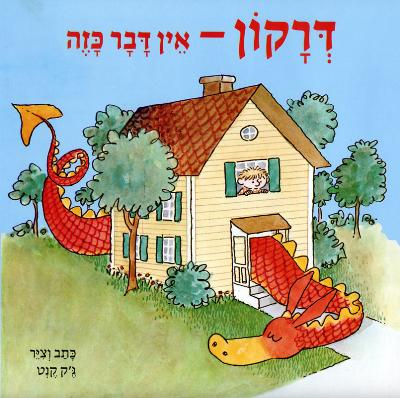 דְּרָקוֹן – אֵין דָּבָר כָּזֶה
כָּתַב וְצִיֵּר
גֶ׳ק קֶנְט